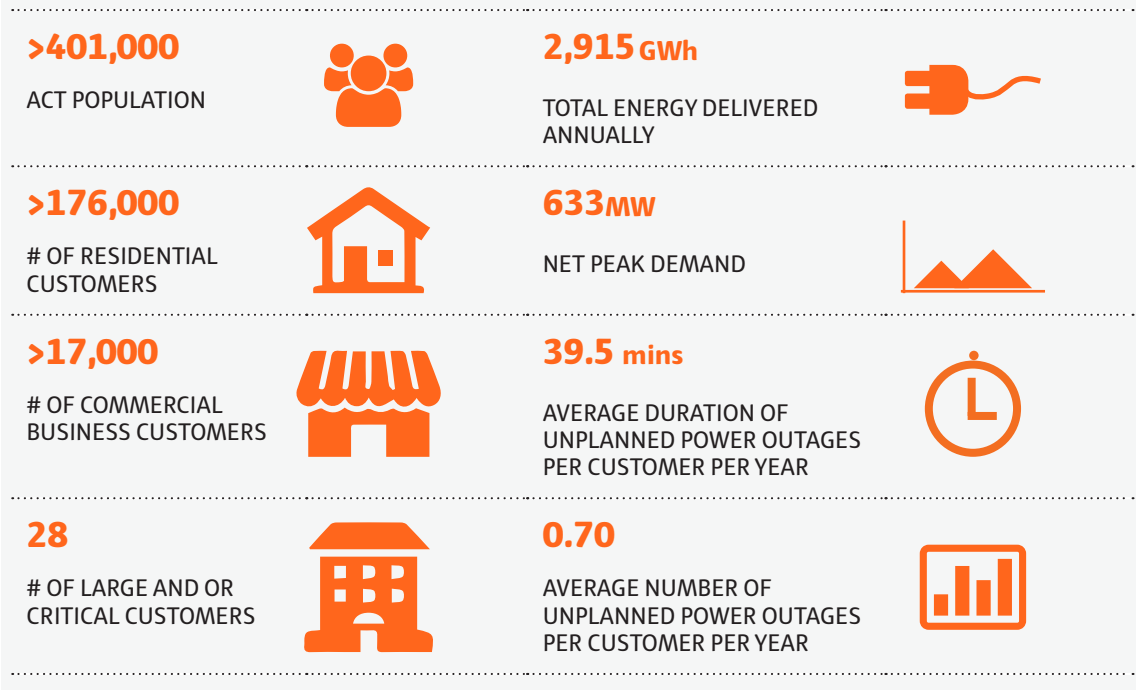 >401,000
ACT POPULATION
2,915 GWh
TOTAL ENERGY DELIVERED
ANNUALLY
>176,000
# OF RESIDENTIAL
CUSTOMERS
633MW
NET PEAK DEMAND
>17,000
# OF COMMERCIAL
BUSINESS CUSTOMERS
39.5 mins
AVERAGE DURATION OF
UNPLANNED POWER OUTAGES
PER CUSTOMER PER YEAR
28
# OF LARGE AND OR
CRITICAL CUSTOMERS
0.70
AVERAGE NUMBER OF
UNPLANNED POWER OUTAGES
PER CUSTOMER PER YEAR